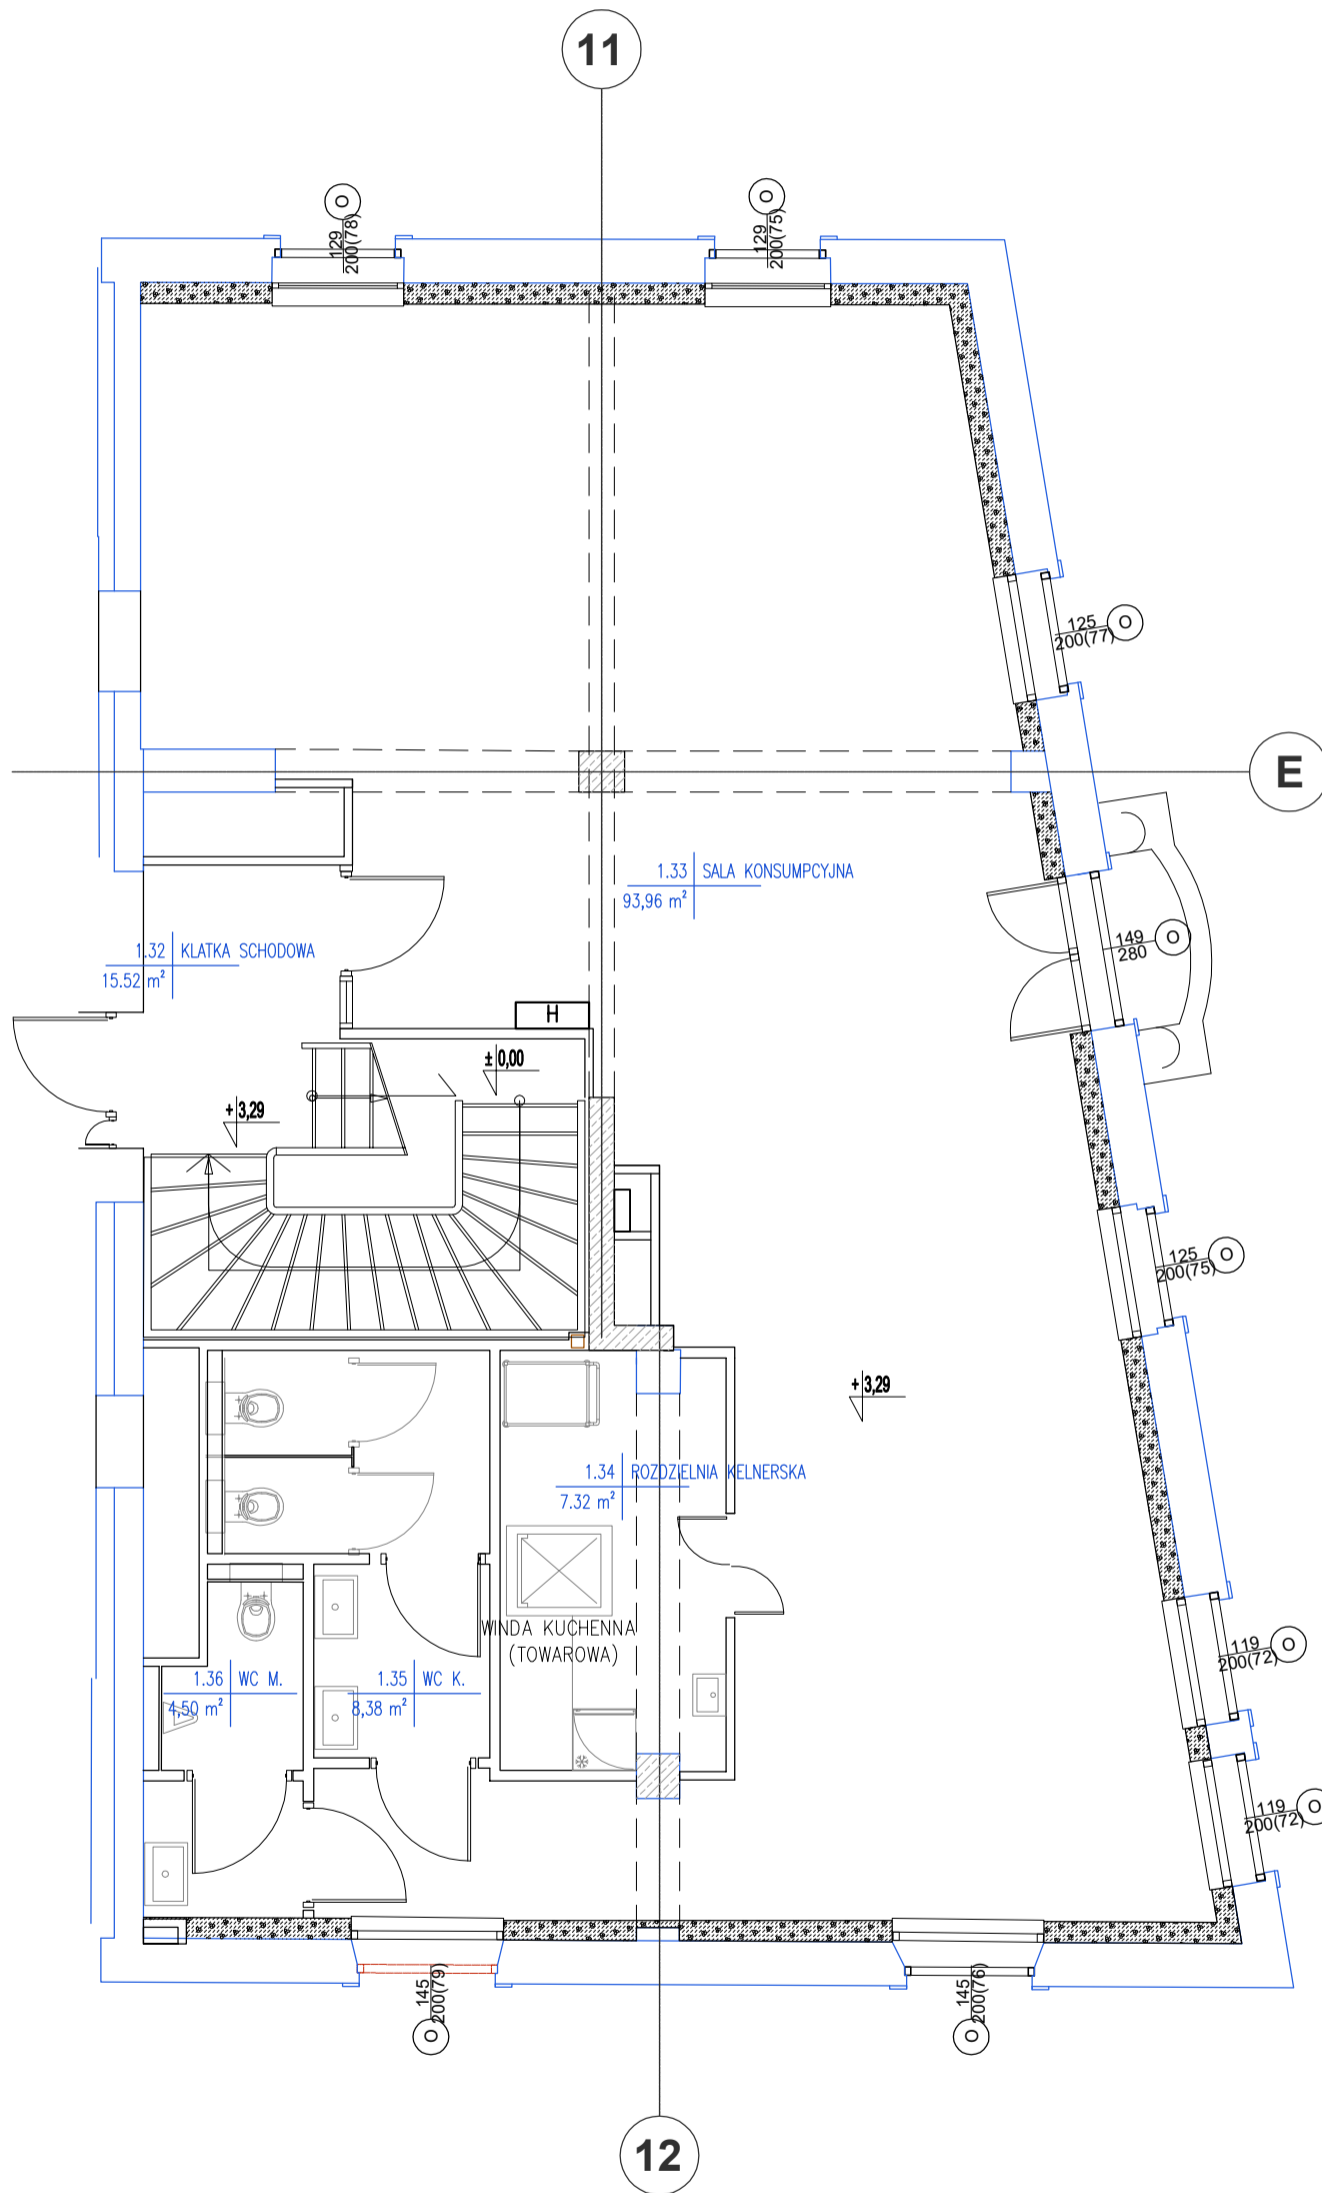 11
O
129
200(78)
O
129
200(75)
125
200(77)
O
E
1.33 SALA KONSUMPCYJNA
93,96 m²
1.32 KLATKA SCHODOWA
15.52 m²
149
280
O
H
± 0,00
+ 3,29
125
200(75)
O
+ 3,29
1.34 ROZDZIELNIA KELNERSKA
7.32 m²
WINDA KUCHENNA
(TOWAROWA)
119
200(72)
O
1.36 WC M.
4,50 m²
1.35 WC K.
8,38 m²
119
200(72)
O
145
200(79)
O
145
200(76)
O
12